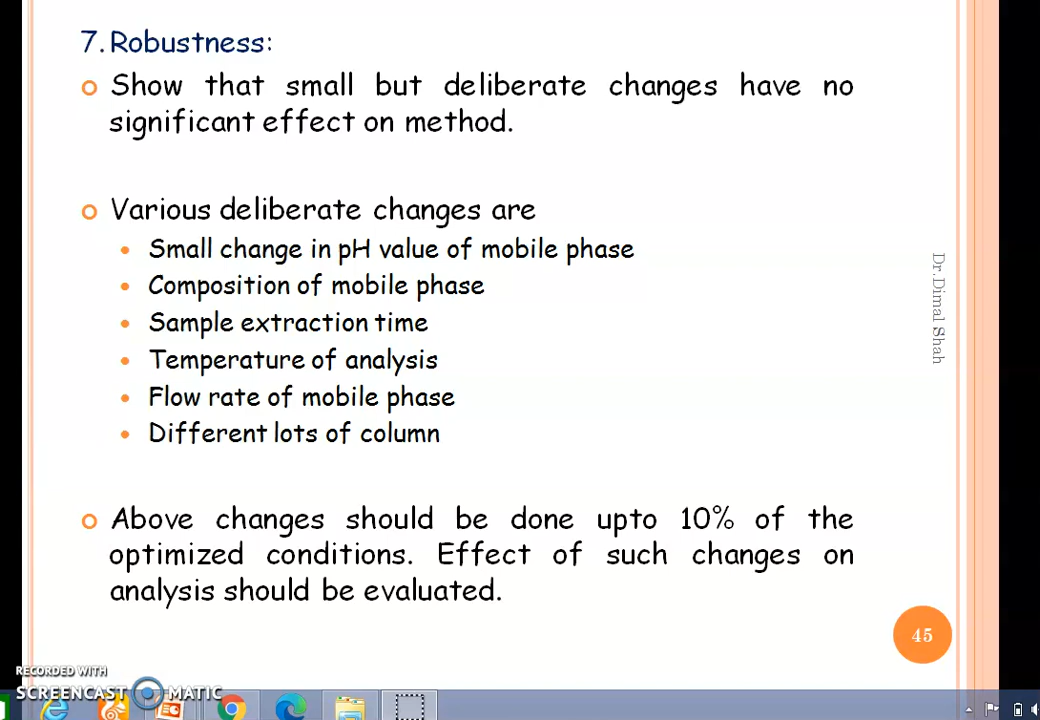 7. Robustness:
Show that small but deliberate changes have no
significant effect on method.
Various deliberate changes are
Small change in pH value of mobile phase
Composition of mobile phase
Sample extraction time
Temperature of analysis
Flow rate of mobile phase
Different lots of column
Above changes should be done upto 10% of the
optimized conditions. Effect of such changes on
analysis should be evaluated.
Dr.Dimal Shah
45
RECORDED WITH
SCREENCAST MATIC